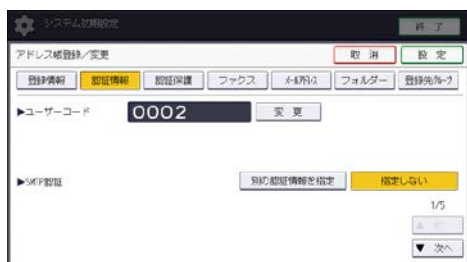 システム初期設定
終 了
アドレス帳登録/変更
取 消
設 定
登録情報
認証情報
認証保護
ファクス
メールアドレス
フォルダー
登録先グループ
▶ユーザーコード
0002
変 更
▶SMTP認証
別の認証情報を指定
指定しない
1/5
▲ 前へ
▼ 次へ